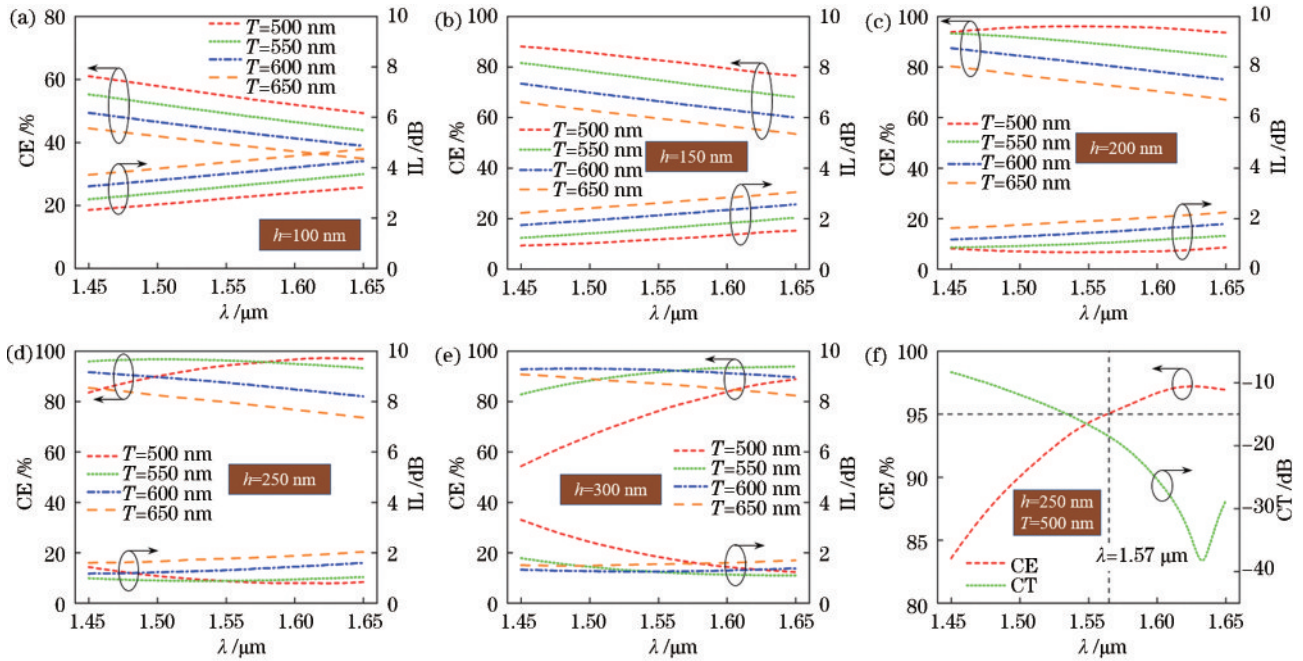 (a)
80
60
40
20
0
CE /%
T=500 nm
T=550 nm
T=600 nm
T=650 nm
h=100 nm
10
8
6
4
2
0
IL /dB
1.45 1.50 1.55 1.60 1.65
λ /μm
(b)
100
80
60
40
20
0
CE /%
T=500 nm
T=550 nm
T=600 nm
T=650 nm
h=150 nm
10
8
6
4
2
0
IL /dB
1.45 1.50 1.55 1.60 1.65
λ /μm
(c)
100
80
60
40
20
0
CE /%
T=500 nm
T=550 nm
T=600 nm
T=650 nm
h=200 nm
10
8
6
4
2
0
IL /dB
1.45 1.50 1.55 1.60 1.65
λ /μm
(d)
100
80
60
40
20
0
CE /%
T=500 nm
T=550 nm
T=600 nm
T=650 nm
h=250 nm
10
8
6
4
2
0
IL /dB
1.45 1.50 1.55 1.60 1.65
λ /μm
(e)
100
80
60
40
20
0
CE /%
h=300 nm
T=500 nm
T=550 nm
T=600 nm
T=650 nm
10
8
6
4
2
0
IL /dB
1.45 1.50 1.55 1.60 1.65
λ /μm
(f)
100
95
90
85
80
CE /%
h=250 nm
T=500 nm
λ=1.57 μm
CE
CT
−10
−20
−30
−40
CT /dB
1.45 1.50 1.55 1.60 1.65
λ /μm